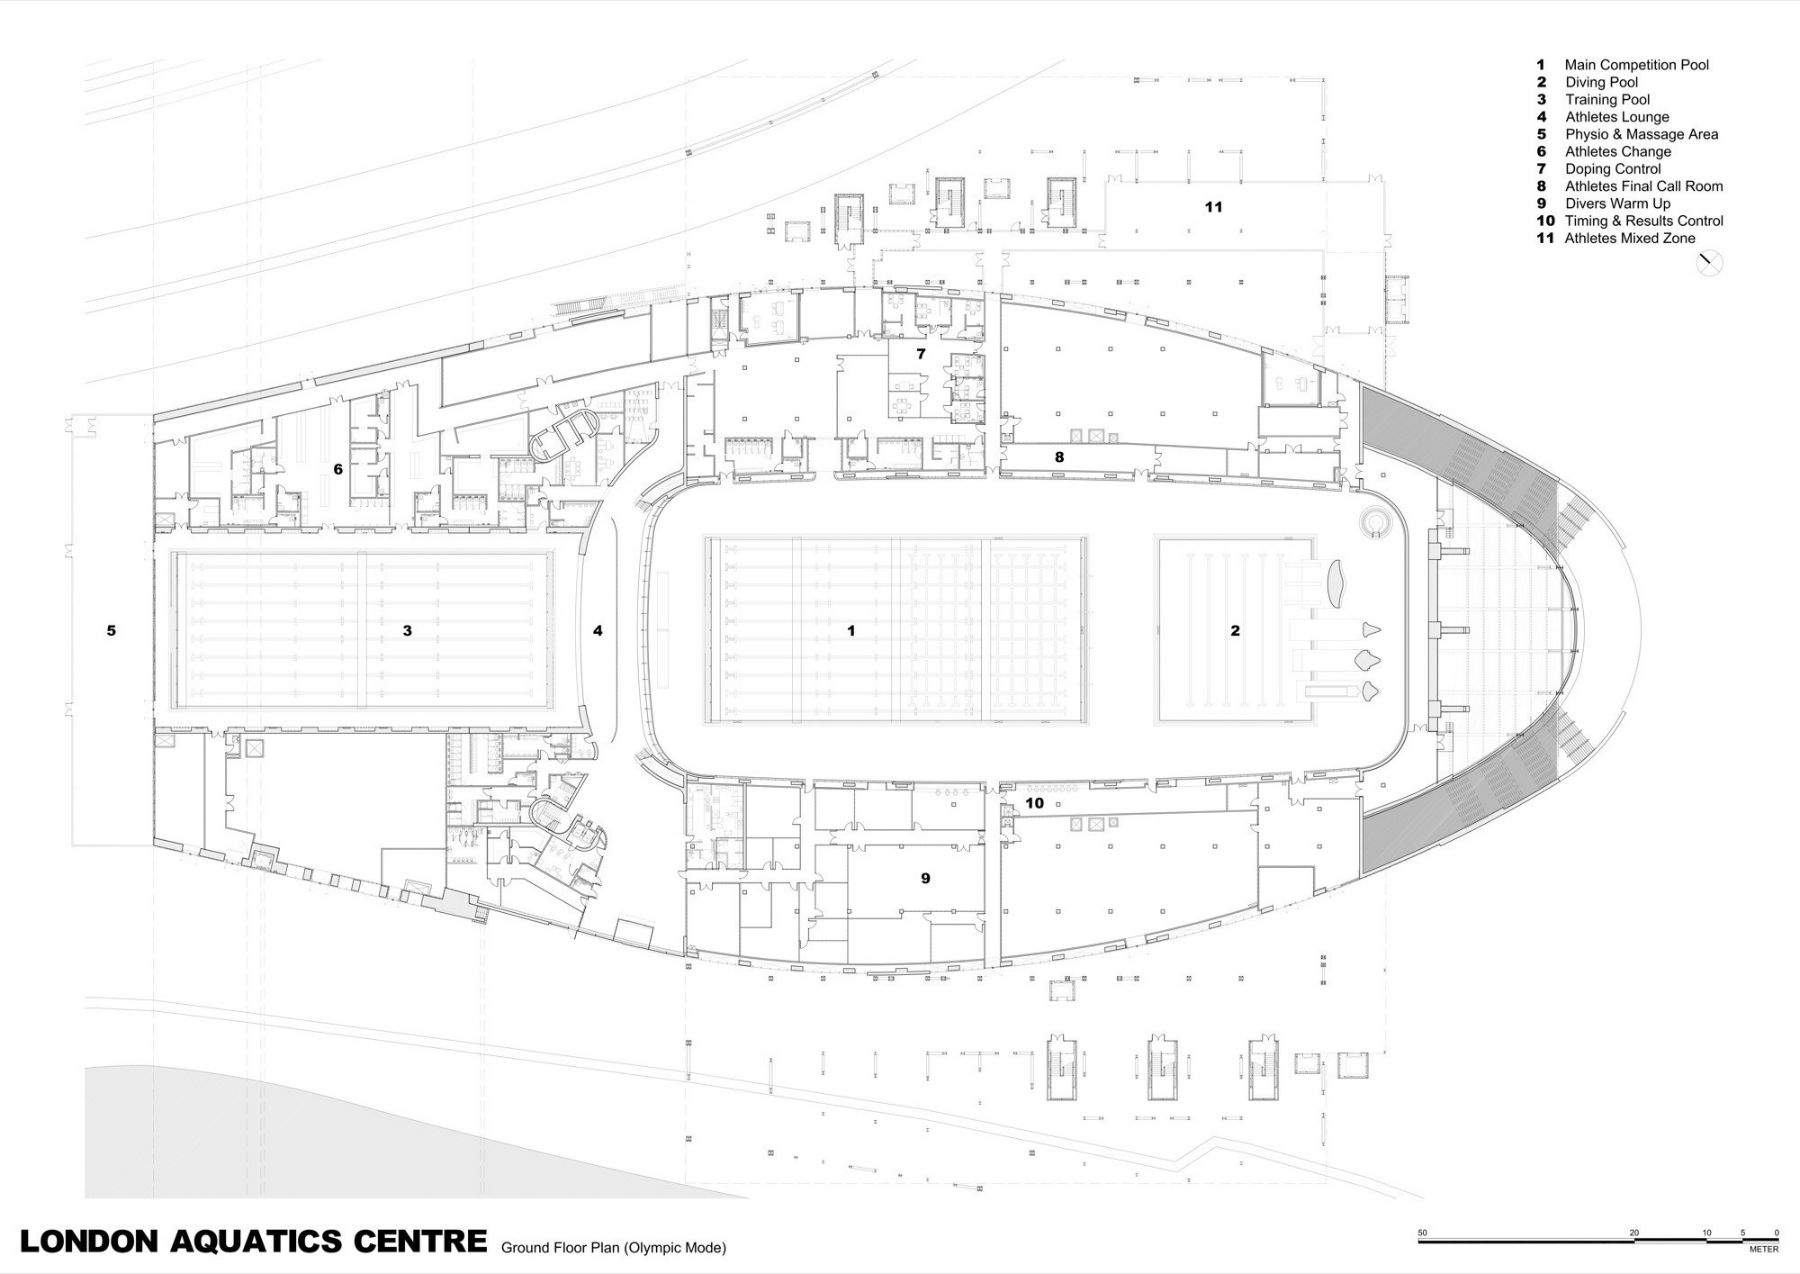 1 Main Competition Pool
2 Diving Pool
3 Training Pool
4 Athletes Lounge
5 Physio & Massage Area
6 Athletes Change
7 Doping Control
8 Athletes Final Call Room
9 Divers Warm Up
10 Timing & Results Control
11 Athletes Mixed Zone
11
7
8
6
5
3
4
1
2
10
9
LONDON AQUATICS CENTRE Ground Floor Plan (Olympic Mode)
50 20 10 5 0
METER